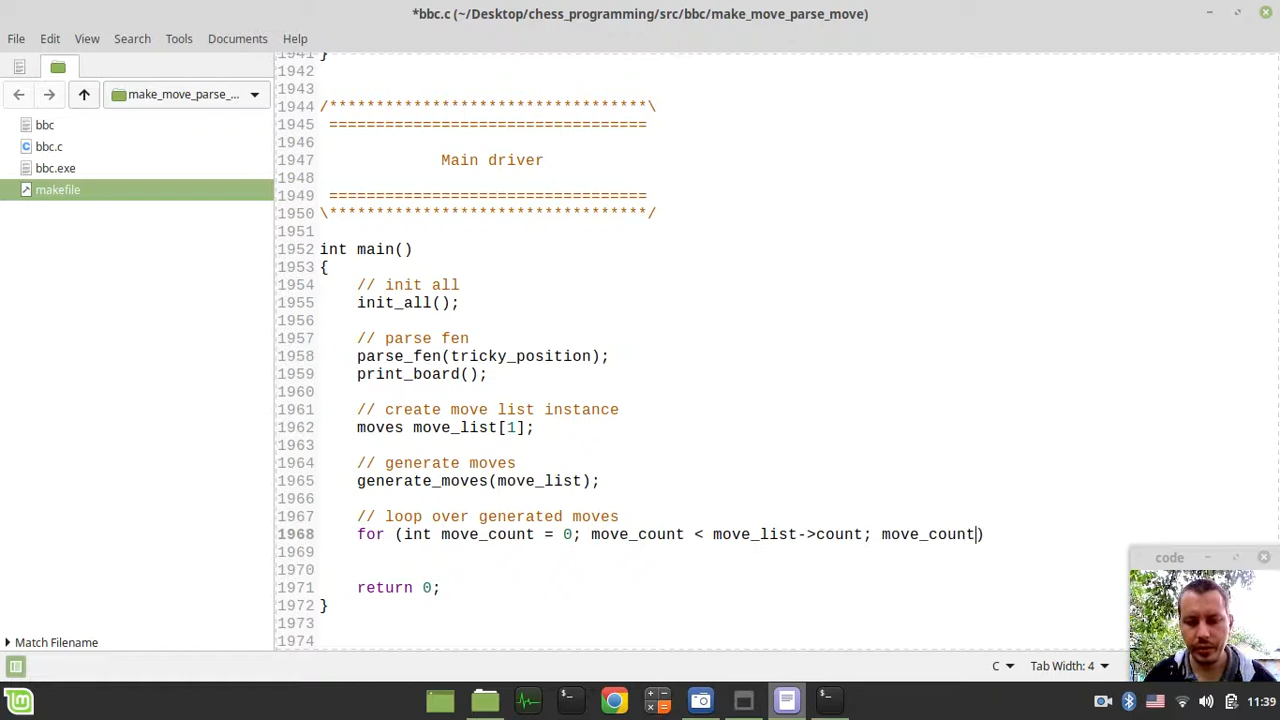 *bbc.c (~/Desktop/chess_programming/src/bbc/make_move_parse_move)
File Edit View Search Tools Documents Help
make_move_parse_...
bbc
bbc.c
bbc.exe
makefile
Match Filename
1941 }
1942
1943
1944 /**********************************\
1945  ==================================
1946
1947             Main driver
1948
1949  ==================================
1950 \**********************************/
1951
1952 int main()
1953 {
1954     // init all
1955     init_all();
1956
1957     // parse fen
1958     parse_fen(tricky_position);
1959     print_board();
1960
1961     // create move list instance
1962     moves move_list[1];
1963
1964     // generate moves
1965     generate_moves(move_list);
1966
1967     // loop over generated moves
1968     for (int move_count = 0; move_count < move_list->count; move_count)
1969
1970
1971     return 0;
1972 }
1973
1974
code
C Tab Width: 4
11:39